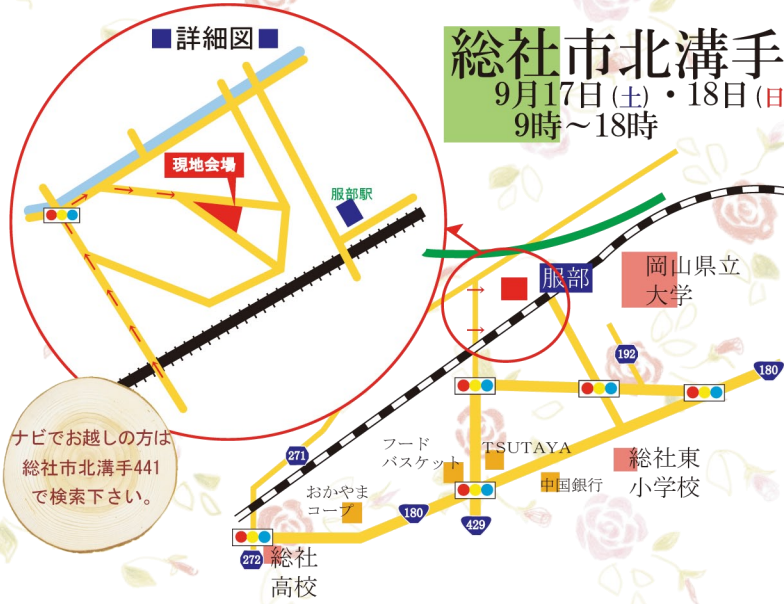 ■詳細図■
総社市北溝手
9月17日(土)・18日(日
9時～18時
現地会場
服部駅
服部
岡山県立
大学
192
180
ナビでお越しの方は
総社市北溝手441
で検索下さい。
271
フード
バスケット
TSUTAYA
総社東
小学校
中国銀行
おかやま
コープ
180
429
272
総社
高校